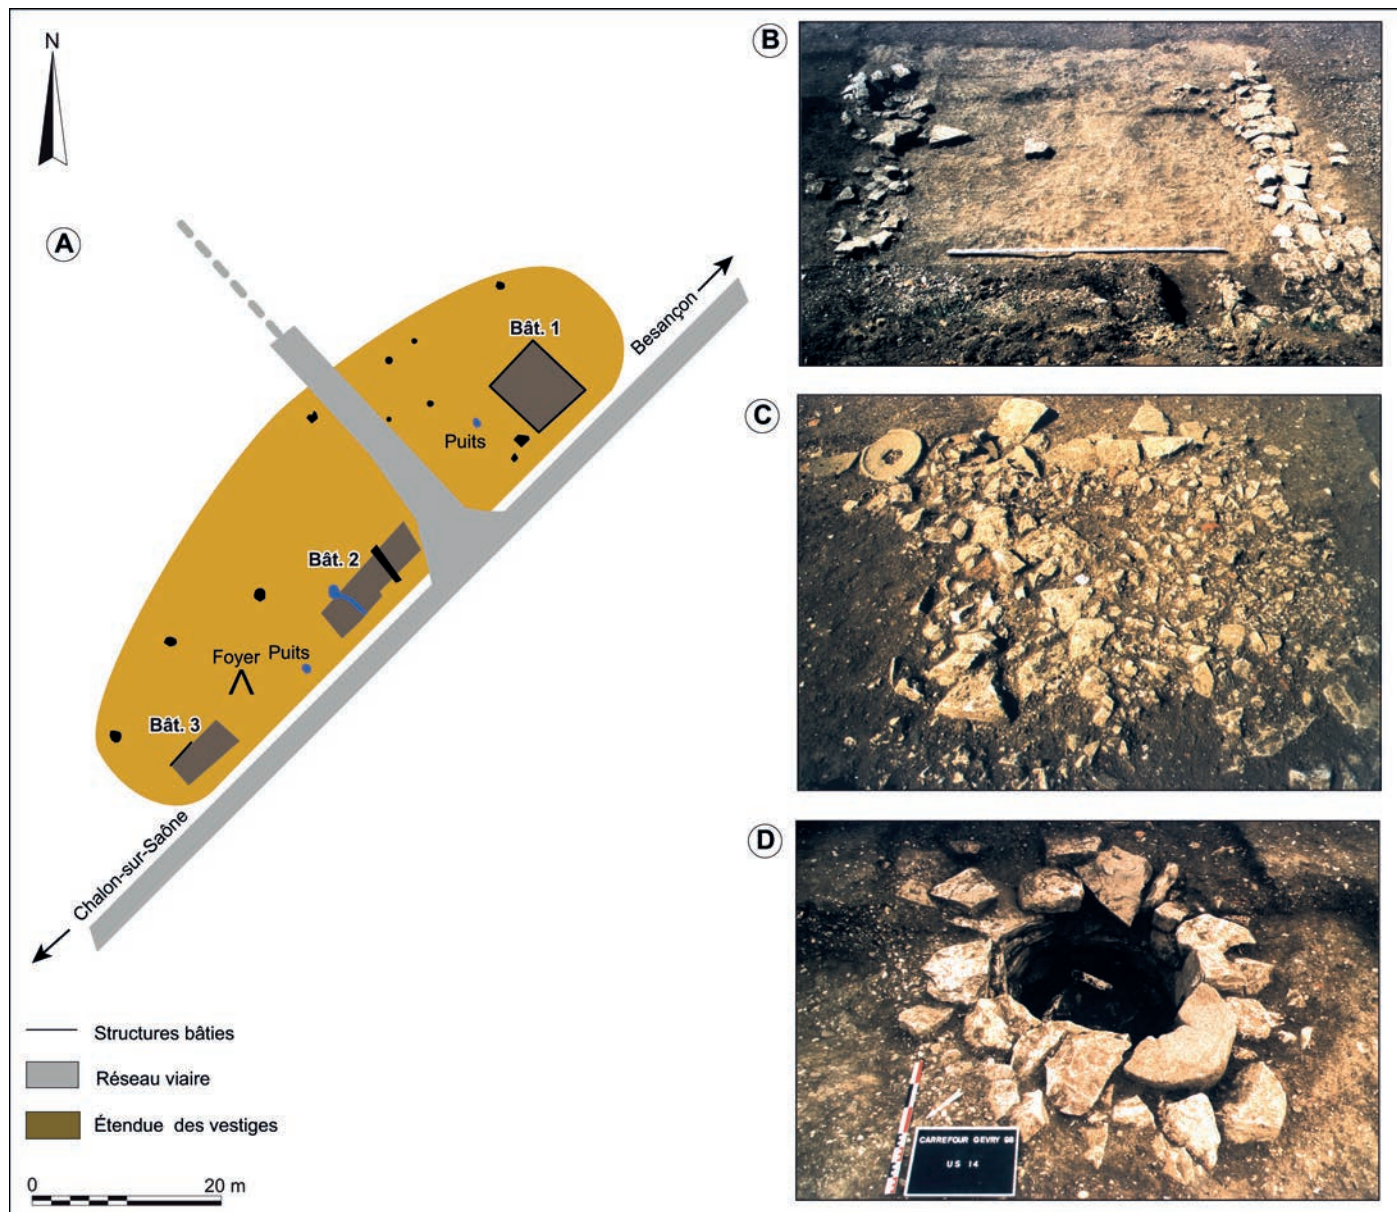 N
A
Besançon
Bât. 1
Puits
Bât. 2
Foyer
Puits
Bât. 3
Chalon-sur-Saône
Structures bâties
Réseau viaire
Étendue des vestiges
0
20 m
B
C
D
CARREFOUR GEVRY 98
US 14